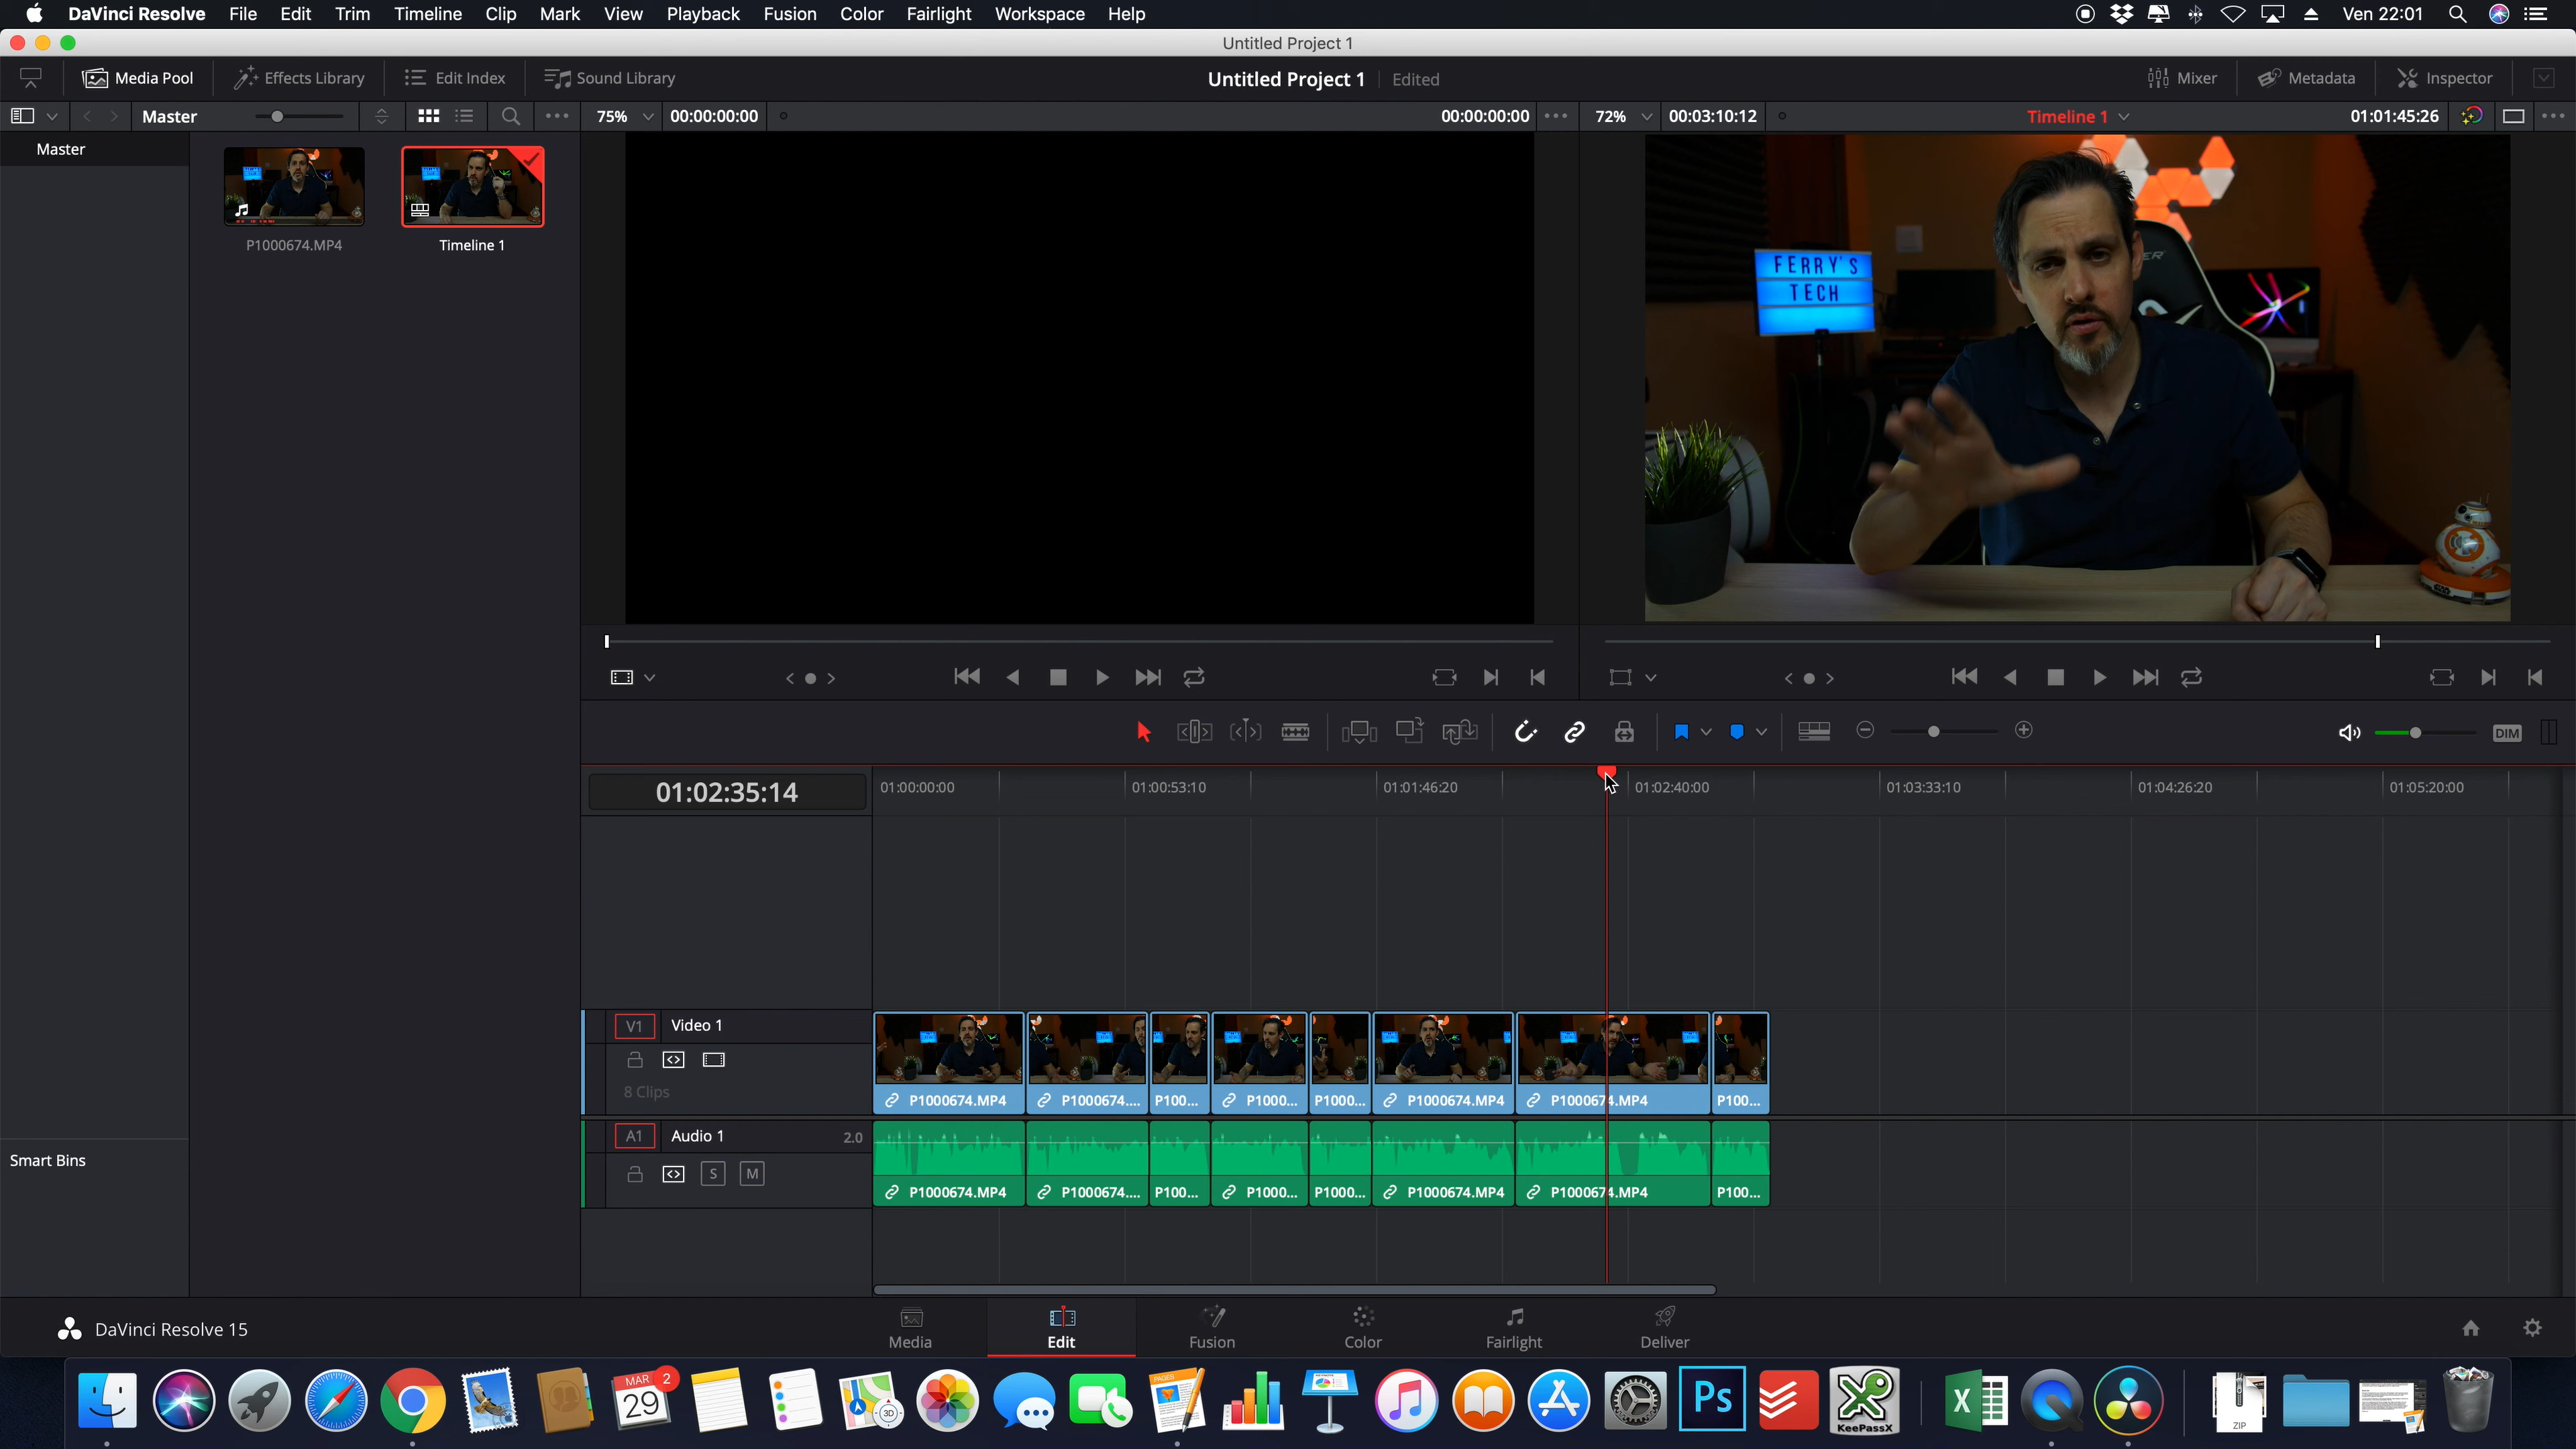 DaVinci Resolve File Edit Trim Timeline Clip Mark View Playback Fusion Color Fairlight Workspace Help Ven 22:01
Untitled Project 1
Media Pool Effects Library Edit Index Sound Library Untitled Project 1 Edited Mixer Metadata Inspector
Master 75% 00:00:00:00 00:00:00:00 72% 00:03:10:12 Timeline 1 01:01:45:26
Master
P1000674.MP4 Timeline 1
FERRY'S
TECH
DIM
01:02:35:14 01:00:00:00 01:00:53:10 01:01:46:20 01:02:40:00 01:03:33:10 01:04:26:20 01:05:20:00
V1 Video 1
8 Clips
P1000674.MP4 P1000674.... P100... P1000... P1000... P1000674.MP4 P1000674.MP4 P100...
A1 Audio 1 2.0
S M
P1000674.MP4 P1000674.... P100... P1000... P1000... P1000674.MP4 P1000674.MP4 P100...
Smart Bins
DaVinci Resolve 15 Media Edit Fusion Color Fairlight Deliver
MAR
29
2
3D
PAGES
Ps
KeePassX
X
ZIP